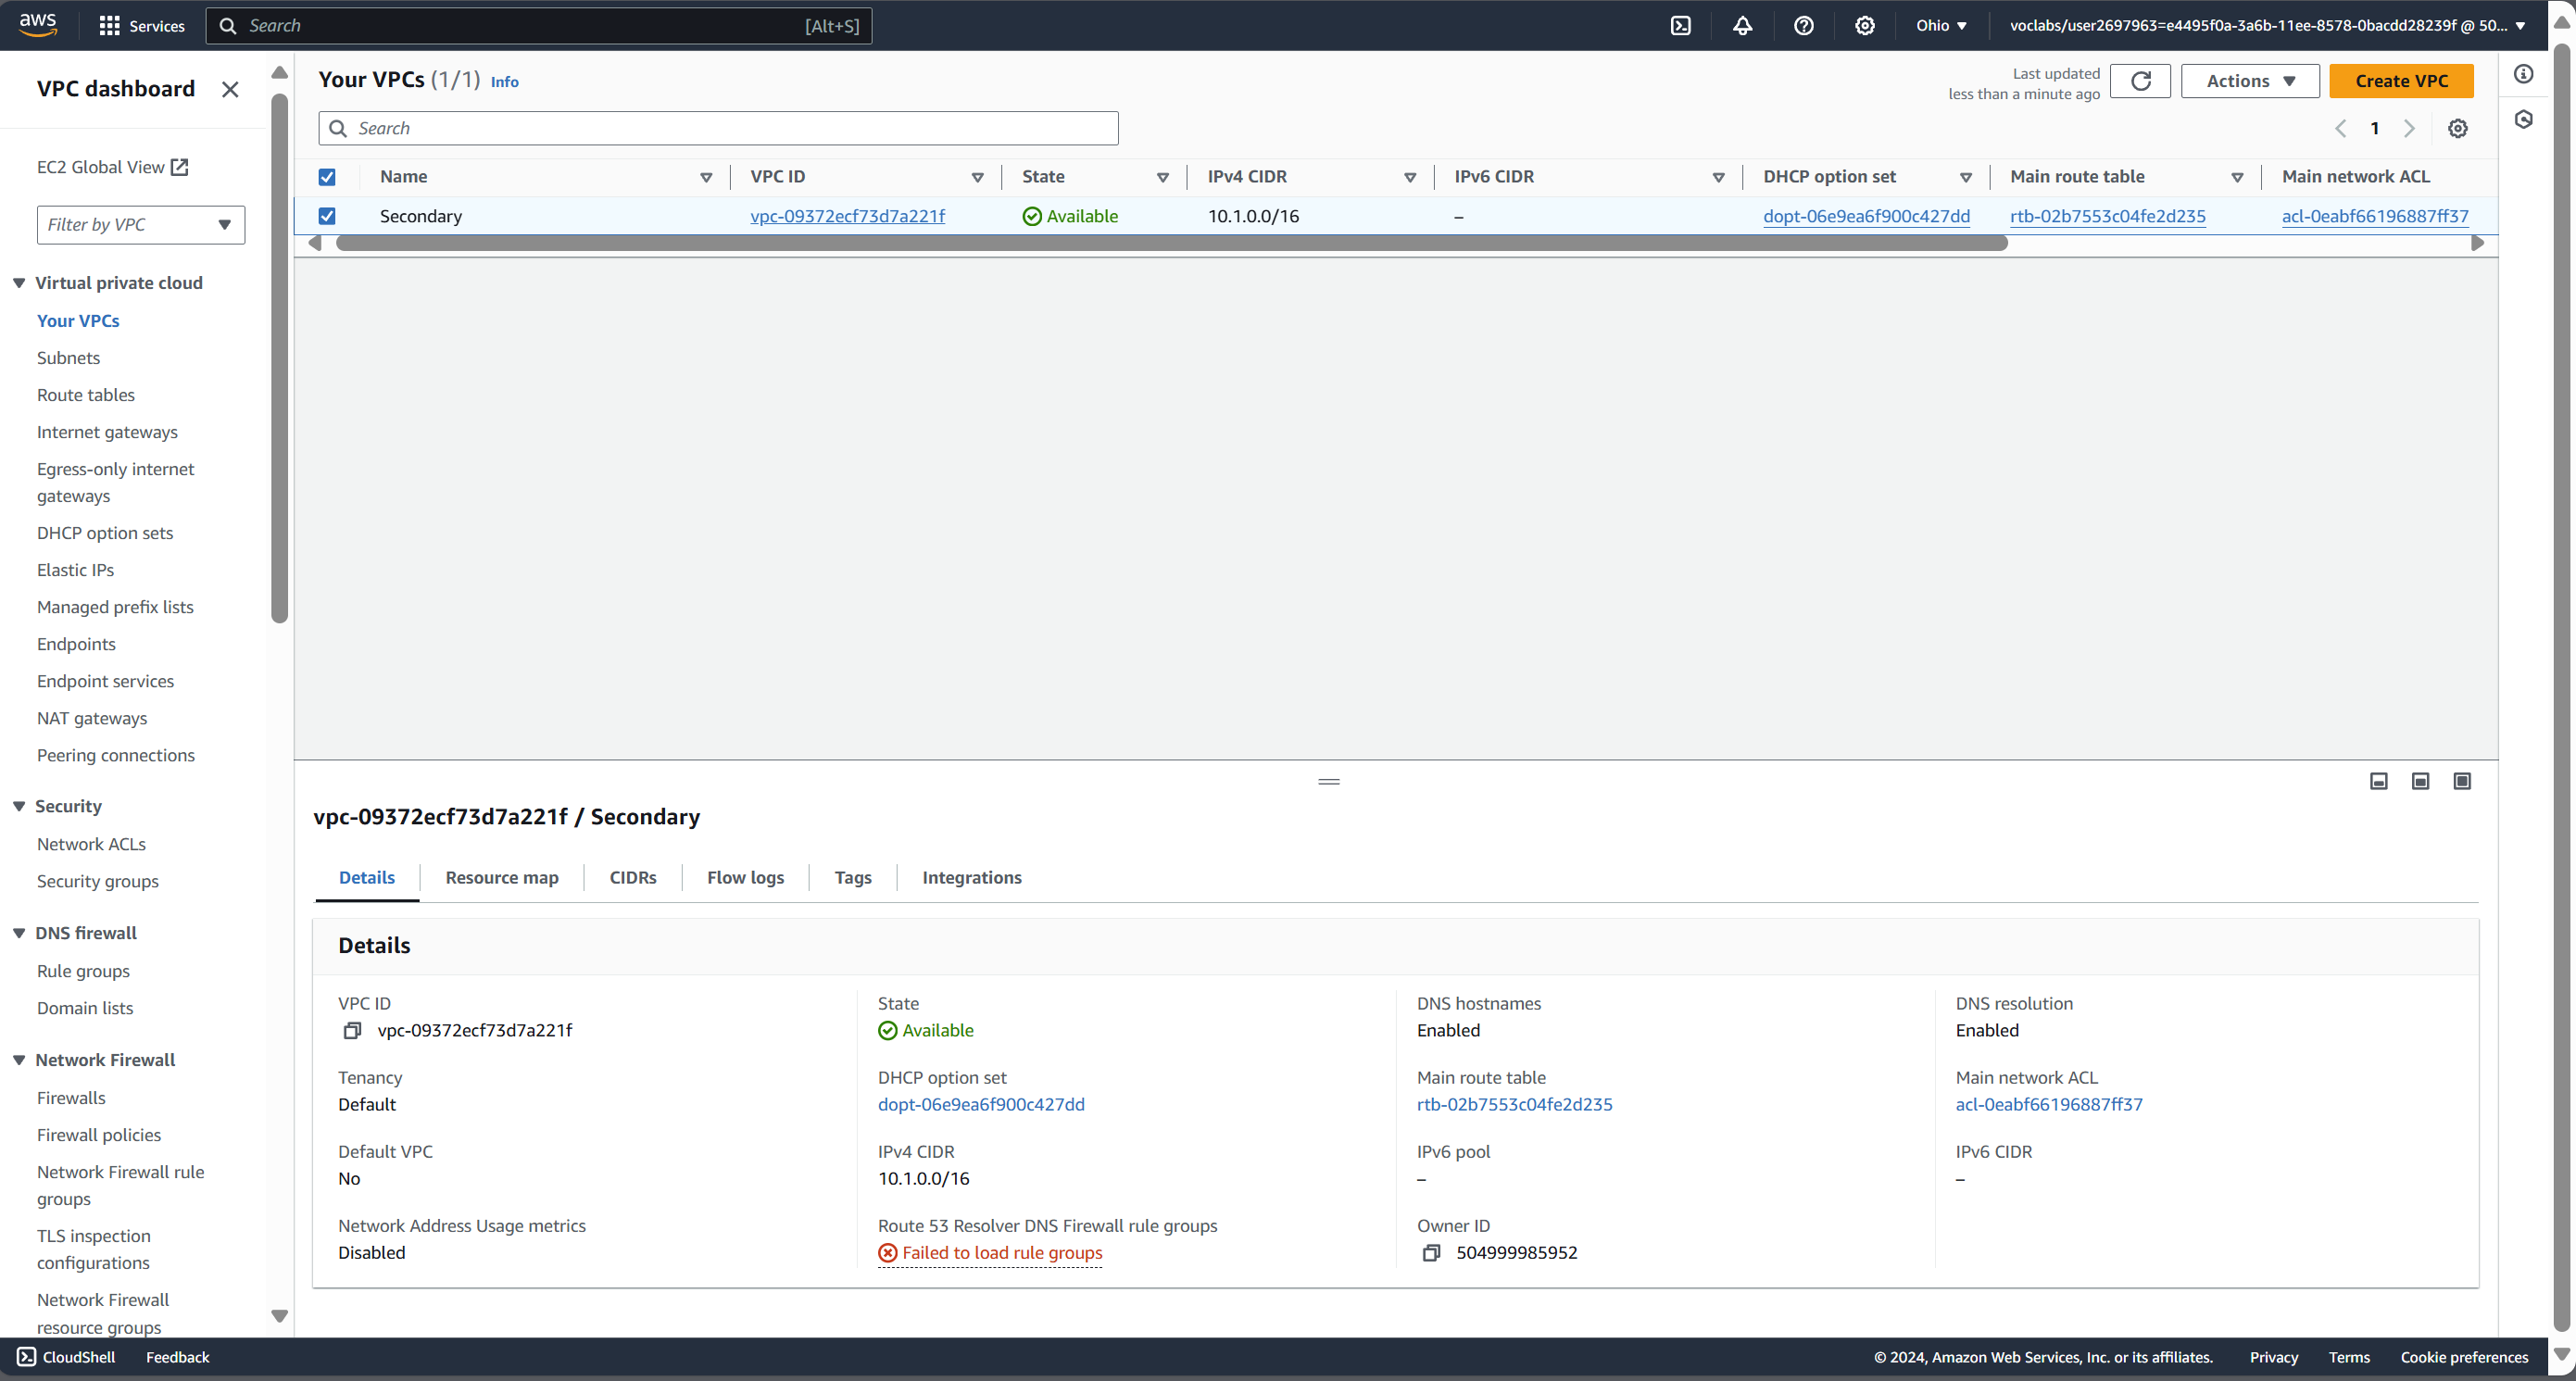 aws
Services
Search [Alt+S]
Ohio
voclabs/user2697963=e4495f0a-3a6b-11ee-8578-0bacdd28239f @ 50...
VPC dashboard
EC2 Global View
Filter by VPC
Virtual private cloud
Your VPCs
Subnets
Route tables
Internet gateways
Egress-only internet
gateways
DHCP option sets
Elastic IPs
Managed prefix lists
Endpoints
Endpoint services
NAT gateways
Peering connections
Security
Network ACLs
Security groups
DNS firewall
Rule groups
Domain lists
Network Firewall
Firewalls
Firewall policies
Network Firewall rule
groups
TLS inspection
configurations
Network Firewall
resource groups
Your VPCs (1/1) Info
Last updated
less than a minute ago
Actions
Create VPC
Search
1
Name VPC ID State IPv4 CIDR IPv6 CIDR DHCP option set Main route table Main network ACL
Secondary vpc-09372ecf73d7a221f Available 10.1.0.0/16 – dopt-06e9ea6f900c427dd rtb-02b7553c04fe2d235 acl-0eabf66196887ff37
vpc-09372ecf73d7a221f / Secondary
Details Resource map CIDRs Flow logs Tags Integrations
Details
VPC ID State DNS hostnames DNS resolution
vpc-09372ecf73d7a221f Available Enabled Enabled
Tenancy DHCP option set Main route table Main network ACL
Default dopt-06e9ea6f900c427dd rtb-02b7553c04fe2d235 acl-0eabf66196887ff37
Default VPC IPv4 CIDR IPv6 pool IPv6 CIDR
No 10.1.0.0/16 – –
Network Address Usage metrics Route 53 Resolver DNS Firewall rule groups Owner ID
Disabled Failed to load rule groups 504999985952
CloudShell Feedback © 2024, Amazon Web Services, Inc. or its affiliates. Privacy Terms Cookie preferences